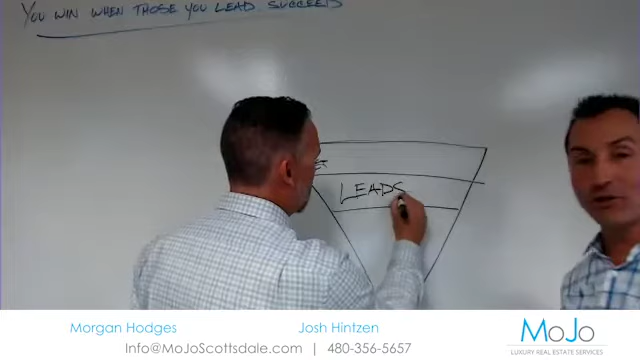 YOU WIN WHEN THOSE YOU LEAD SUCCEED
LEADS
Morgan Hodges Josh Hintzen
Info@MoJoScottsdale.com | 480-356-5657
MoJo
LUXURY REAL ESTATE SERVICES